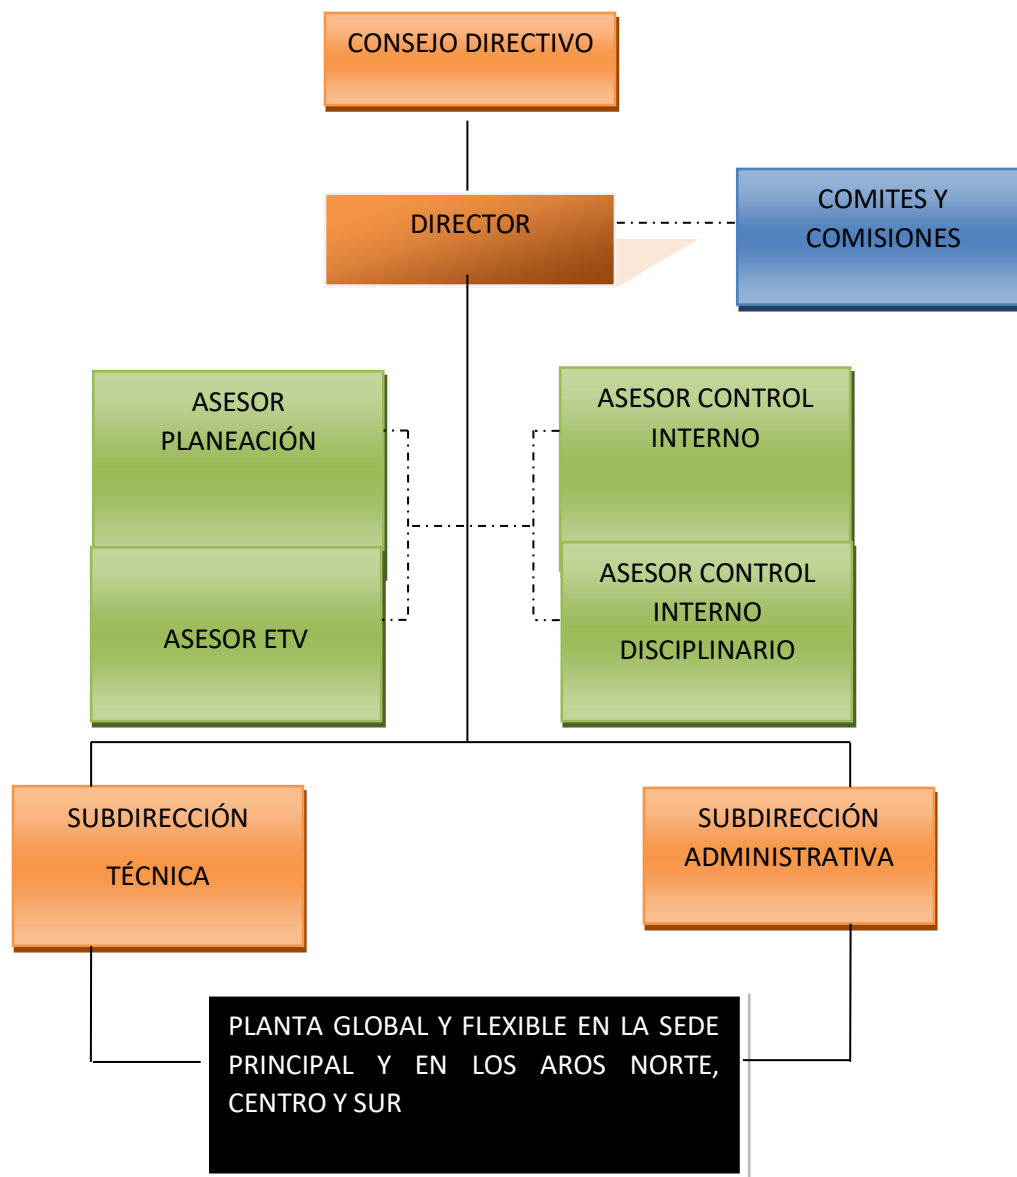 CONSEJO DIRECTIVO
DIRECTOR
COMITES Y
COMISIONES
ASESOR
PLANEACIÓN
ASESOR CONTROL
INTERNO
ASESOR ETV
ASESOR CONTROL
INTERNO
DISCIPLINARIO
SUBDIRECCIÓN
TÉCNICA
SUBDIRECCIÓN
ADMINISTRATIVA
PLANTA GLOBAL Y FLEXIBLE EN LA SEDE
PRINCIPAL Y EN LOS AROS NORTE,
CENTRO Y SUR